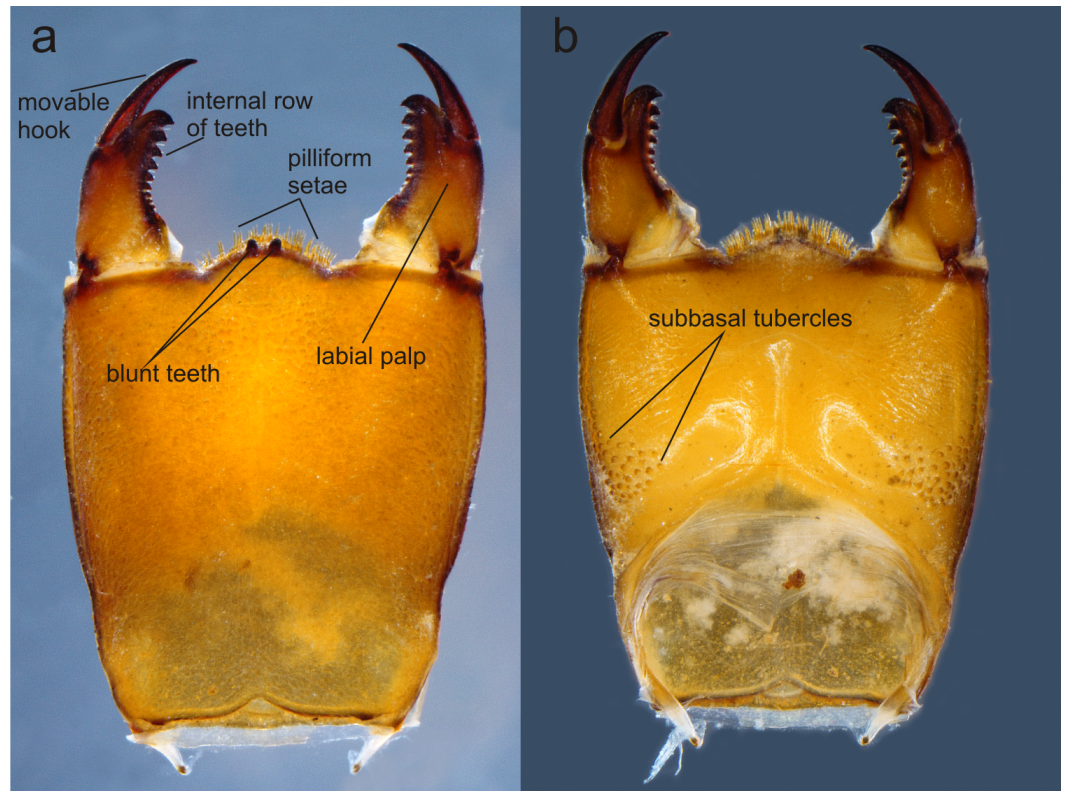 a
movable
hook
internal row
of teeth
pilliform
setae
blunt teeth
labial palp
b
subbasal tubercles